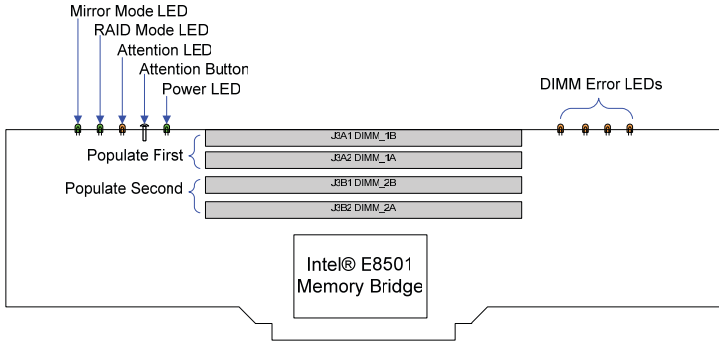 Mirror Mode LED
RAID Mode LED
Attention LED
Attention Button
Power LED
DIMM Error LEDs
Populate First
J3A1 DIMM_1B
J3A2 DIMM_1A
Populate Second
J3B1 DIMM_2B
J3B2 DIMM_2A
Intel® E8501
Memory Bridge